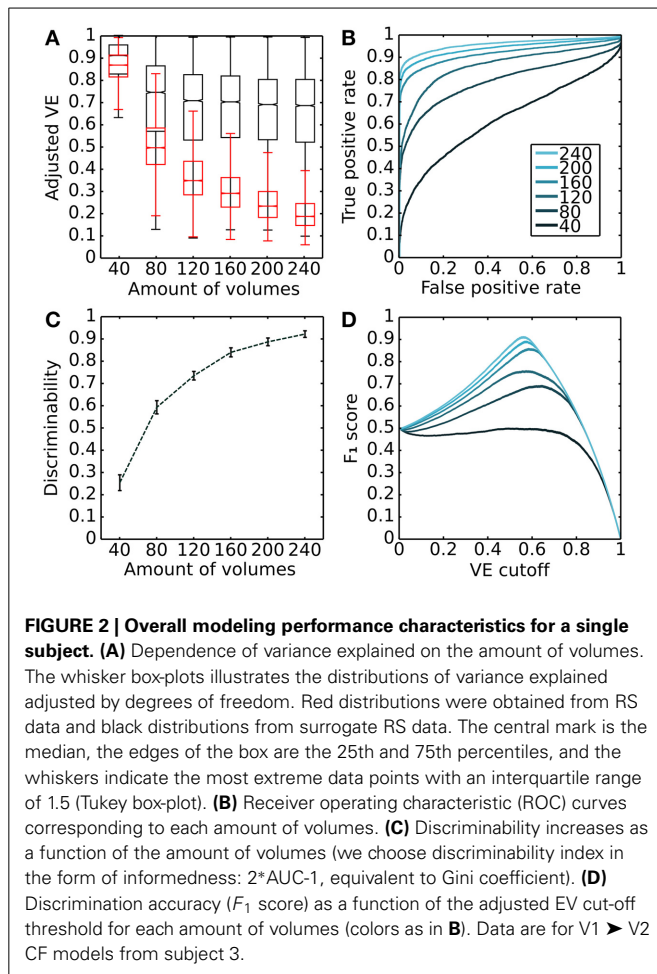 A
Adjusted VE
1
0.9
0.8
0.7
0.6
0.5
0.4
0.3
0.2
0.1
0
40 80 120 160 200 240
Amount of volumes
B
True positive rate
1
0.9
0.8
0.7
0.6
0.5
0.4
0.3
0.2
0.1
0
240
200
160
120
80
40
0 0.2 0.4 0.6 0.8 1
False positive rate
C
Discriminability
1
0.9
0.8
0.7
0.6
0.5
0.4
0.3
0.2
0.1
0
40 80 120 160 200 240
Amount of volumes
D
F₁ score
1
0.9
0.8
0.7
0.6
0.5
0.4
0.3
0.2
0.1
0
0 0.2 0.4 0.6 0.8 1
VE cutoff
FIGURE 2 | Overall modeling performance characteristics for a single
subject. (A) Dependence of variance explained on the amount of volumes.
The whisker box-plots illustrates the distributions of variance explained
adjusted by degrees of freedom. Red distributions were obtained from RS
data and black distributions from surrogate RS data. The central mark is the
median, the edges of the box are the 25th and 75th percentiles, and the
whiskers indicate the most extreme data points with an interquartile range
of 1.5 (Tukey box-plot). (B) Receiver operating characteristic (ROC) curves
corresponding to each amount of volumes. (C) Discriminability increases as
a function of the amount of volumes (we choose discriminability index in
the form of informedness: 2*AUC-1, equivalent to Gini coefficient). (D)
Discrimination accuracy (F₁ score) as a function of the adjusted EV cut-off
threshold for each amount of volumes (colors as in B). Data are for V1 ➤ V2
CF models from subject 3.